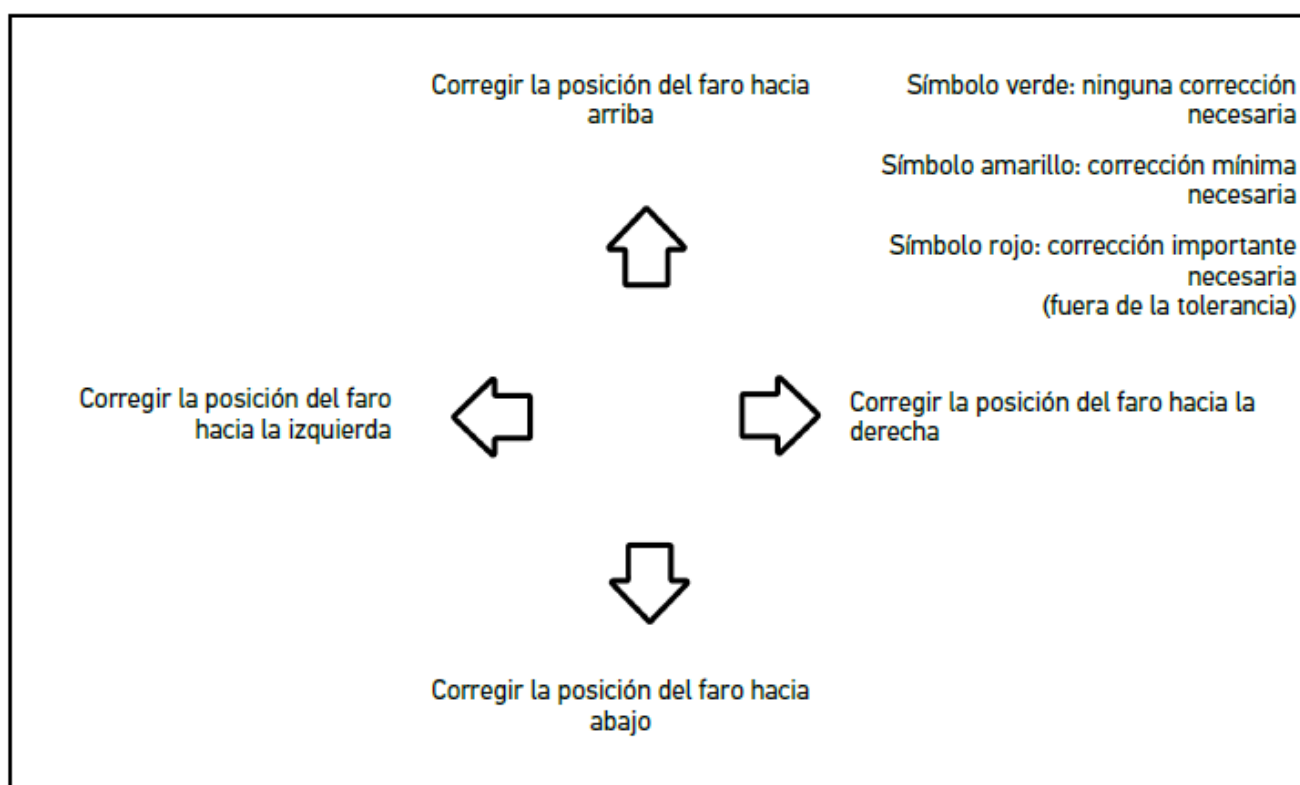 Corregir la posición del faro hacia
arriba
Símbolo verde: ninguna corrección
necesaria
Símbolo amarillo: corrección mínima
necesaria
Símbolo rojo: corrección importante
necesaria
(fuera de la tolerancia)
Corregir la posición del faro
hacia la izquierda
Corregir la posición del faro hacia la
derecha
Corregir la posición del faro hacia
abajo